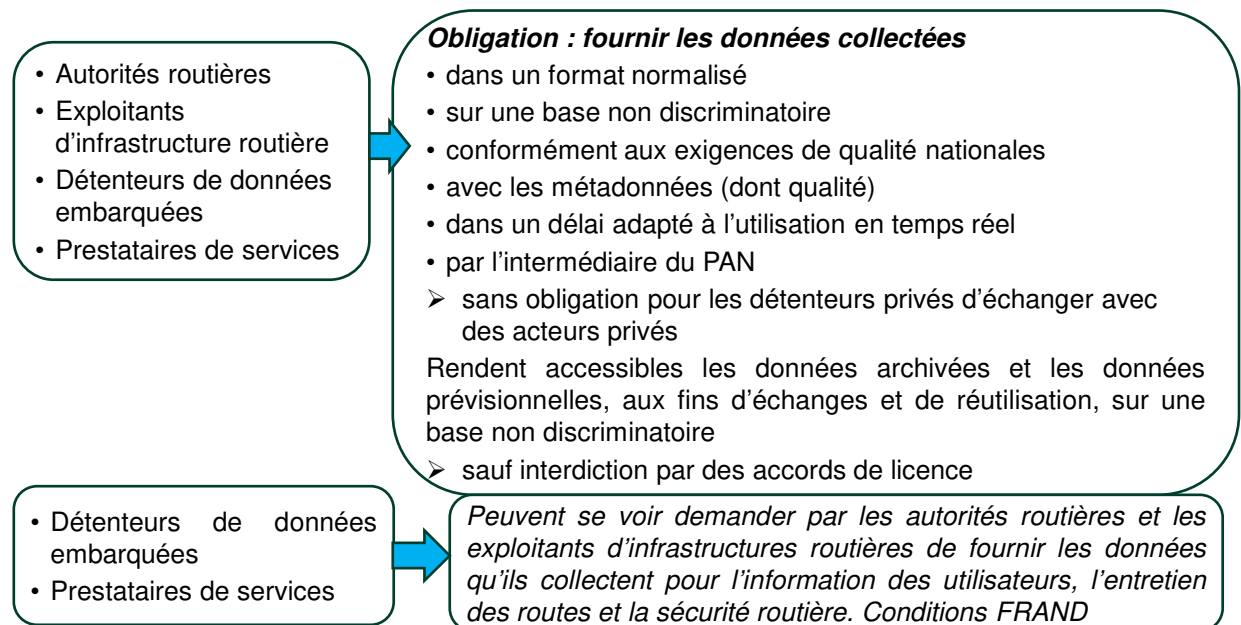 • Autorités routières
• Exploitants
d'infrastructure routière
• Détenteurs de données
embarquées
• Prestataires de services
Obligation : fournir les données collectées
• dans un format normalisé
• sur une base non discriminatoire
• conformément aux exigences de qualité nationales
• avec les métadonnées (dont qualité)
• dans un délai adapté à l'utilisation en temps réel
• par l'intermédiaire du PAN
➢ sans obligation pour les détenteurs privés d'échanger avec
des acteurs privés
Rendent accessibles les données archivées et les données
prévisionnelles, aux fins d'échanges et de réutilisation, sur une
base non discriminatoire
➢ sauf interdiction par des accords de licence
• Détenteurs de données
embarquées
• Prestataires de services
Peuvent se voir demander par les autorités routières et les
exploitants d'infrastructures routières de fournir les données
qu'ils collectent pour l'information des utilisateurs, l'entretien
des routes et la sécurité routière. Conditions FRAND